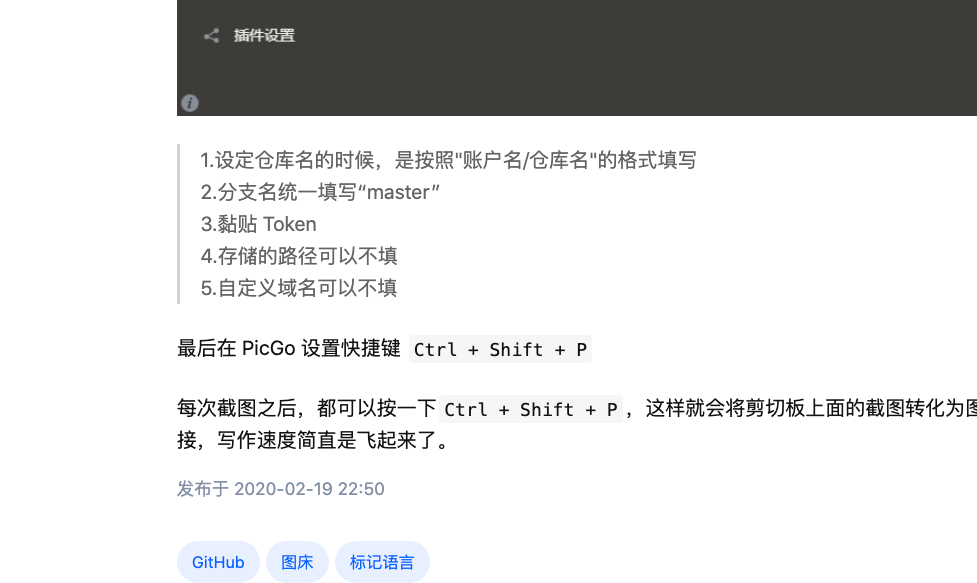 插件设置
1.设定仓库名的时候，是按照"账户名/仓库名"的格式填写
2.分支名统一填写“master”
3.黏贴 Token
4.存储的路径可以不填
5.自定义域名可以不填
最后在 PicGo 设置快捷键 Ctrl + Shift + P
每次截图之后，都可以按一下 Ctrl + Shift + P，这样就会将剪切板上面的截图转化为图
接，写作速度简直是飞起来了。
发布于 2020-02-19 22:50
GitHub 图床 标记语言